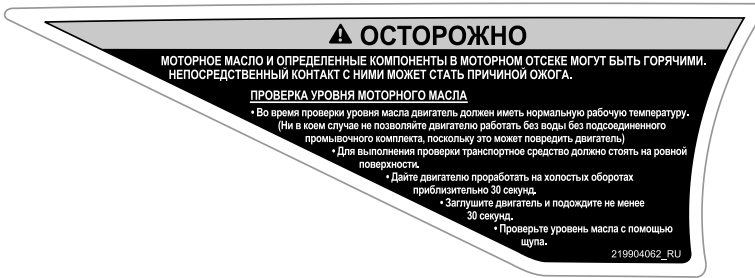 ОСТОРОЖНО
МОТОРНОЕ МАСЛО И ОПРЕДЕЛЕННЫЕ КОМПОНЕНТЫ В МОТОРНОМ ОТСЕКЕ МОГУТ БЫТЬ ГОРЯЧИМИ.
НЕПОСРЕДСТВЕННЫЙ КОНТАКТ С НИМИ МОЖЕТ СТАТЬ ПРИЧИНОЙ ОЖОГА.
ПРОВЕРКА УРОВНЯ МОТОРНОГО МАСЛА
• Во время проверки уровня масла двигатель должен иметь нормальную рабочую температуру.
(Ни в коем случае не позволяйте двигателю работать без воды без подсоединенного
промывочного комплекта, поскольку это может повредить двигатель)
• Для выполнения проверки транспортное средство должно стоять на ровной
поверхности.
• Дайте двигателю проработать на холостых оборотах
приблизительно 30 секунд.
• Заглушите двигатель и подождите не менее
30 секунд.
• Проверьте уровень масла с помощью
щупа.
219904062_RU